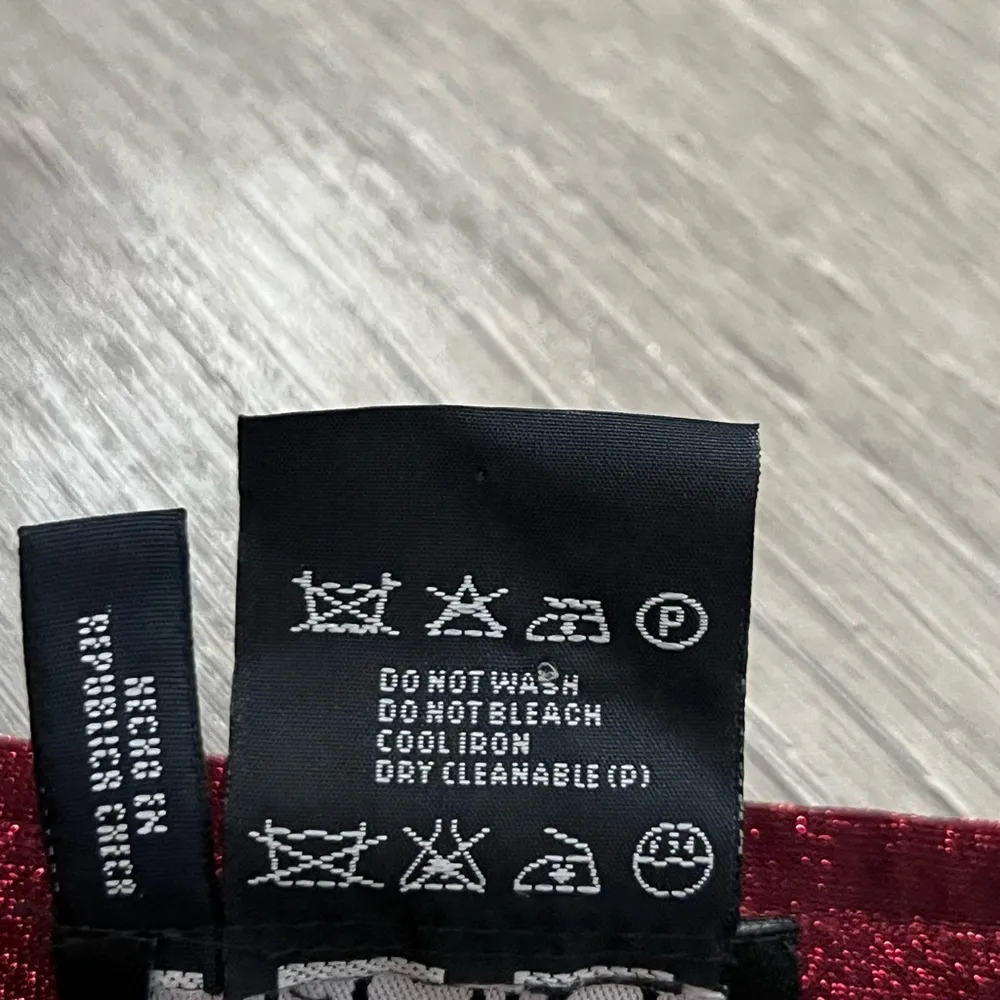 HECHO EN
REPUBLICA CHECA
P
DO NOT WASH
DO NOT BLEACH
COOL IRON
DRY CLEANABLE (P)